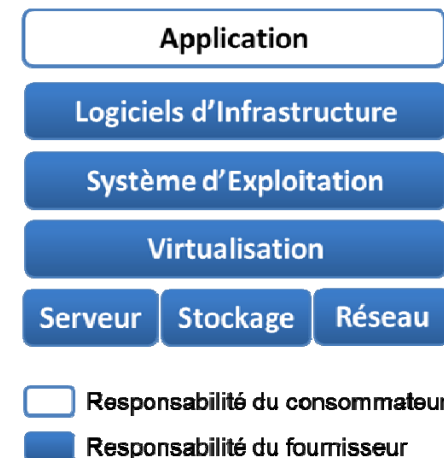 Application
Logiciels d'Infrastructure
Système d'Exploitation
Virtualisation
Serveur Stockage Réseau
Responsabilité du consommateur
Responsabilité du fournisseur